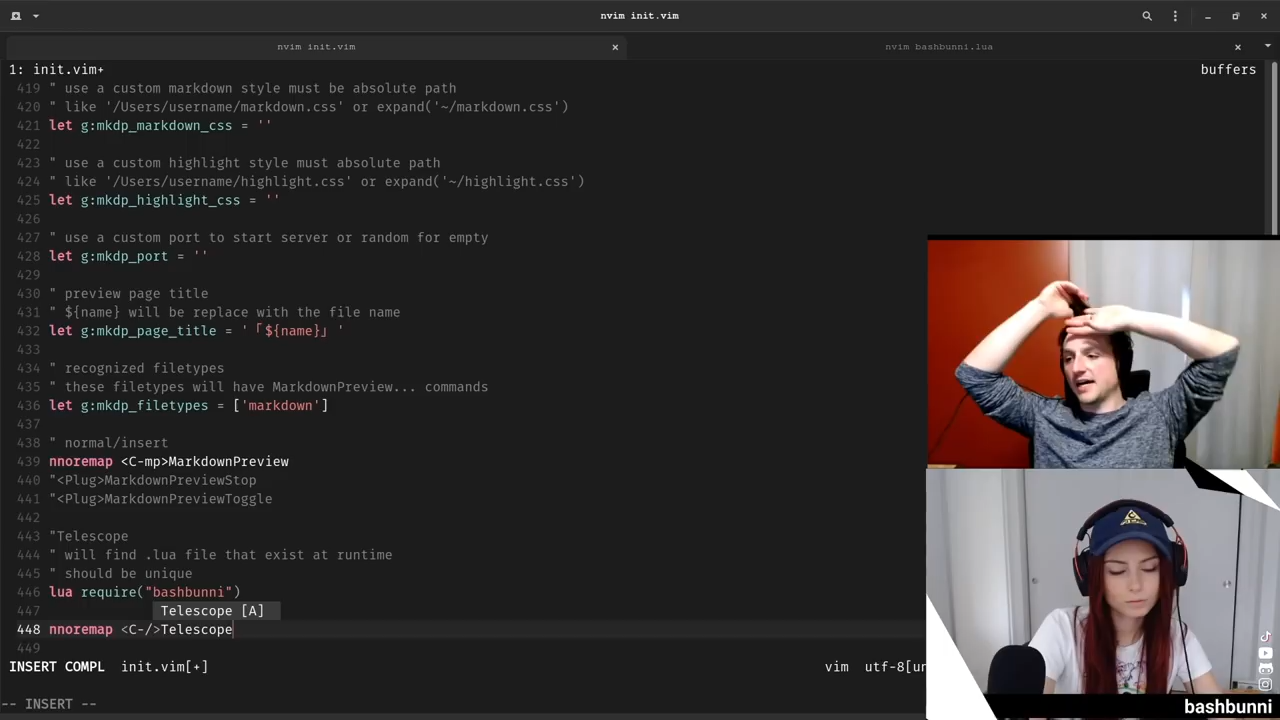 nvim init.vim
nvim init.vim
nvim bashbunni.lua
1: init.vim+
buffers
419 " use a custom markdown style must be absolute path
420 " like '/Users/username/markdown.css' or expand('~/markdown.css')
421 let g:mkdp_markdown_css = ''
422
423 " use a custom highlight style must absolute path
424 " like '/Users/username/highlight.css' or expand('~/highlight.css')
425 let g:mkdp_highlight_css = ''
426
427 " use a custom port to start server or random for empty
428 let g:mkdp_port = ''
429
430 " preview page title
431 " ${name} will be replace with the file name
432 let g:mkdp_page_title = '「${name}」'
433
434 " recognized filetypes
435 " these filetypes will have MarkdownPreview... commands
436 let g:mkdp_filetypes = ['markdown']
437
438 " normal/insert
439 nnoremap <C-mp>MarkdownPreview
440 "<Plug>MarkdownPreviewStop
441 "<Plug>MarkdownPreviewToggle
442
443 "Telescope
444 " will find .lua file that exist at runtime
445 " should be unique
446 lua require("bashbunni")
447 Telescope [A]
448 nnoremap <C-/>Telescope
449
INSERT COMPL init.vim[+]
vim utf-8[un
-- INSERT --
bashbunni